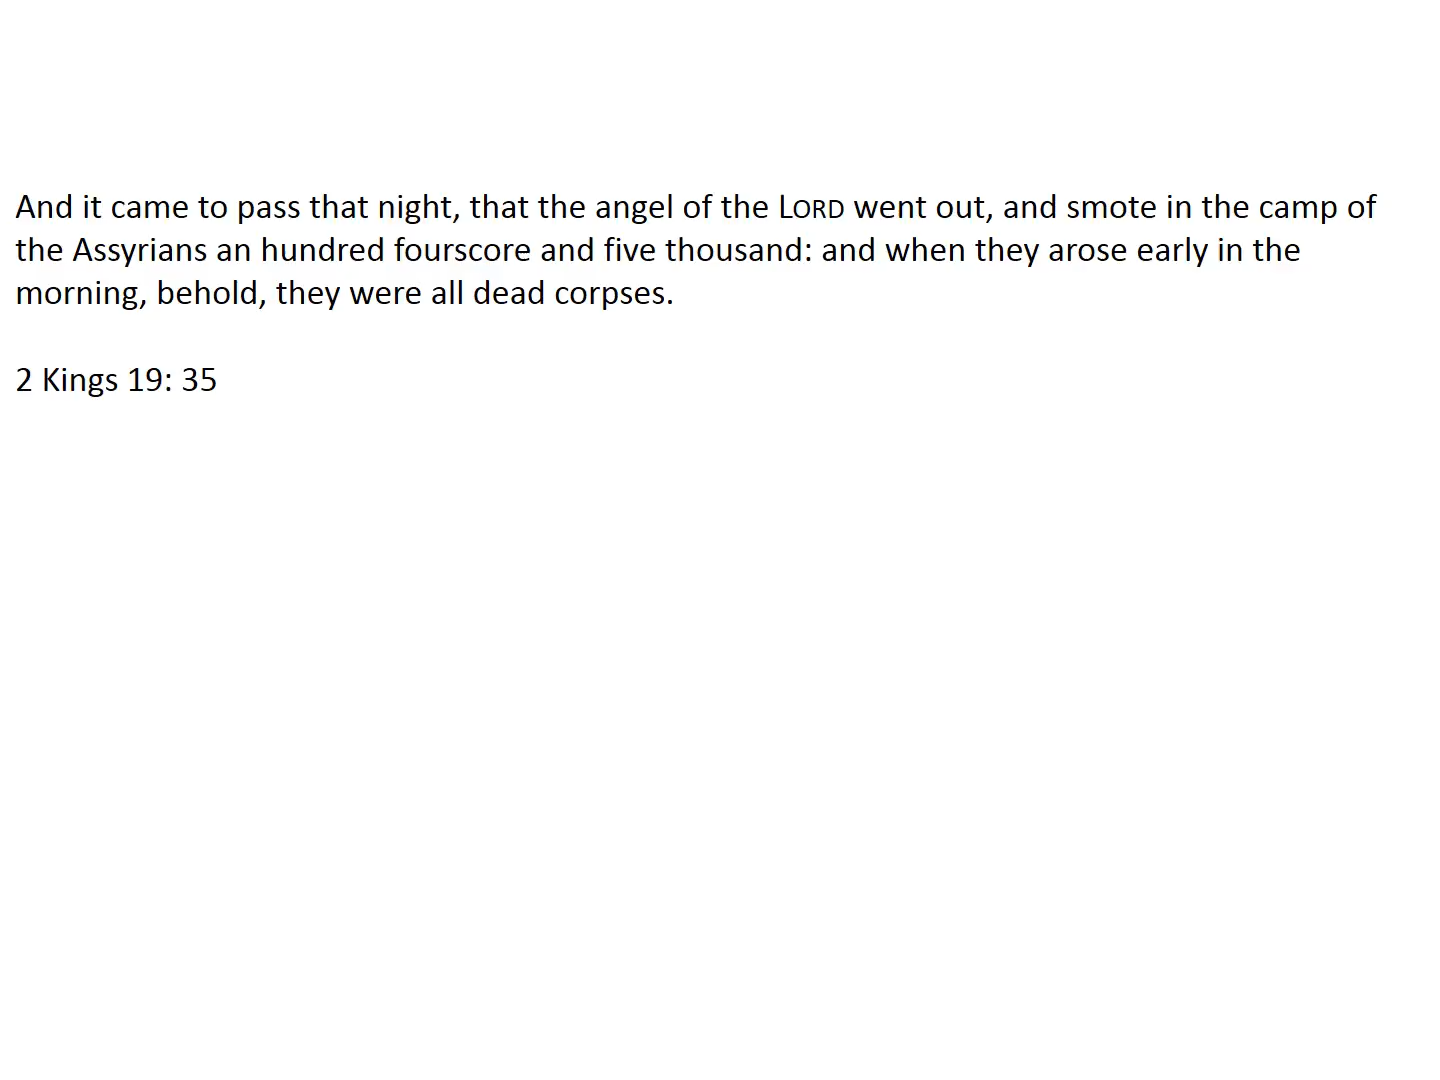 And it came to pass that night, that the angel of the LORD went out, and smote in the camp of
the Assyrians an hundred fourscore and five thousand: and when they arose early in the
morning, behold, they were all dead corpses.
2 Kings 19: 35